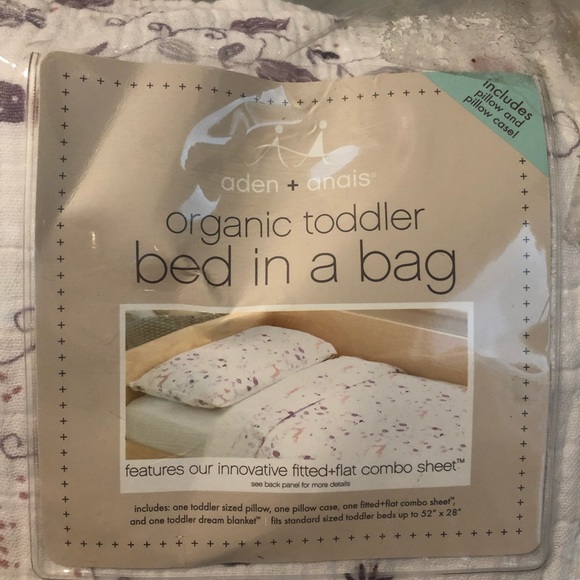 includes
pillow and
pillow case!
aden + anais®
organic toddler
bed in a bag
features our innovative fitted+flat combo sheet™
see back panel for more details
includes: one toddler sized pillow, one pillow case, one fitted+flat combo sheet™,
and one toddler dream blanket™ | fits standard sized toddler beds up to 52" x 28"